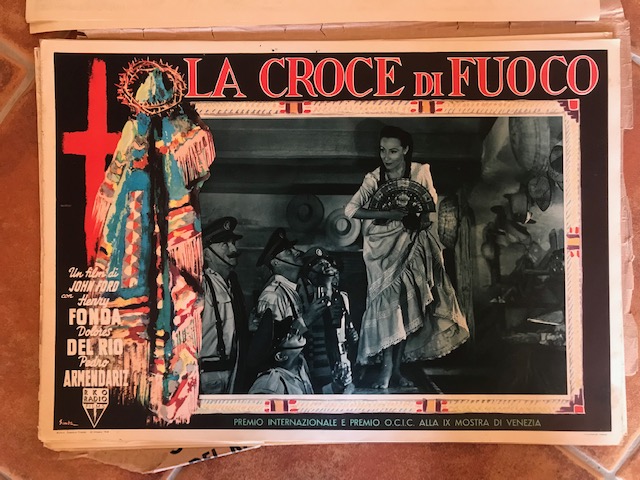 LA CROCE DI FUOCO
Un film di
JOHN FORD
con
Henry
FONDA
Dolores
DEL RIO
Pedro
ARMENDARIZ
RKO
RADIO
PREMIO INTERNAZIONALE E PREMIO O.C.I.C. ALLA IX MOSTRA DI VENEZIA